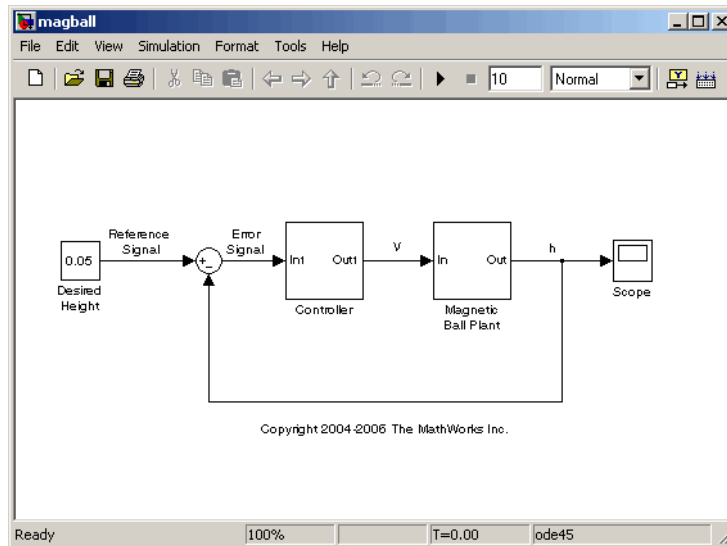 magball
File Edit View Simulation Format Tools Help
10 Normal
Reference
Signal
Error
Signal
0.05
Desired
Height
+
-
In1 Out1
Controller
V
In Out
Magnetic
Ball Plant
h
Scope
Copyright 2004-2006 The MathWorks Inc.
Ready 100% T=0.00 ode45